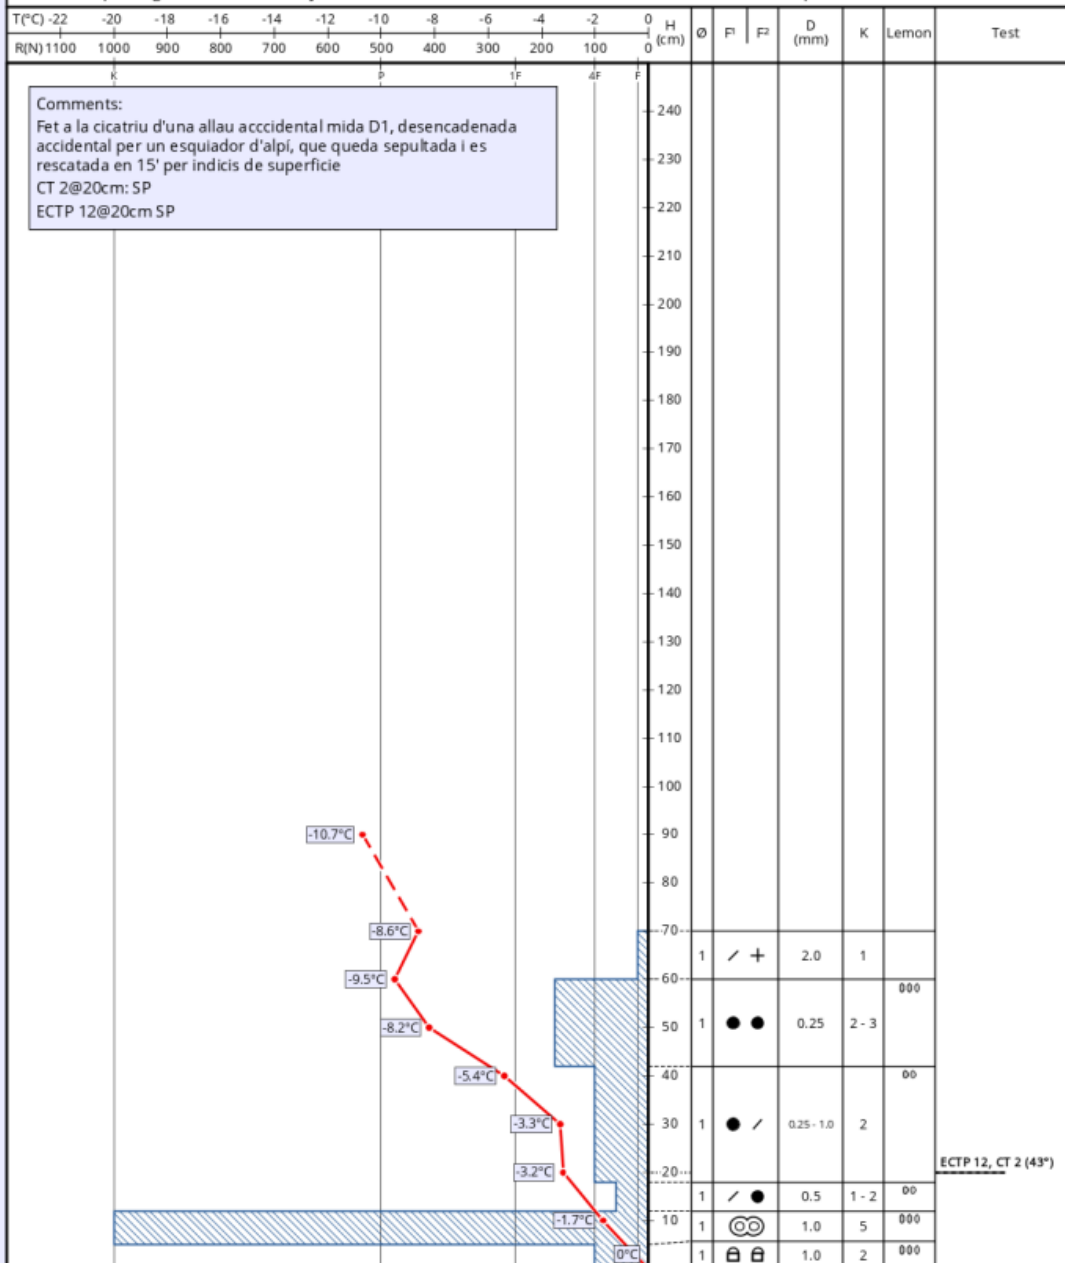 T(°C) -22 -20 -18 -16 -14 -12 -10 -8 -6 -4 -2 0
R(N) 1100 1000 900 800 700 600 500 400 300 200 100 0
H (cm) Ø F¹ F² D (mm) K Lemon Test
K P 1F 4F F
Comments:
Fet a la cicatriu d'una allau acccidental mida D1, desencadenada
accidental per un esquiador d'alpí, que queda sepultada i es
rescatada en 15' per indicis de superficie
CT 2@20cm: SP
ECTP 12@20cm SP
240
230
220
210
200
190
180
170
160
150
140
130
120
110
100
-10.7°C 90
80
-8.6°C 70
1 2.0 1
-9.5°C 60
-8.2°C 50 1 0.25 2 - 3
-5.4°C 40
-3.3°C 30 1 0.25 - 1.0 2
ECTP 12, CT 2 (43°)
-3.2°C 20
1 0.5 1 - 2
-1.7°C 10 1 1.0 5
0°C 1 1.0 2